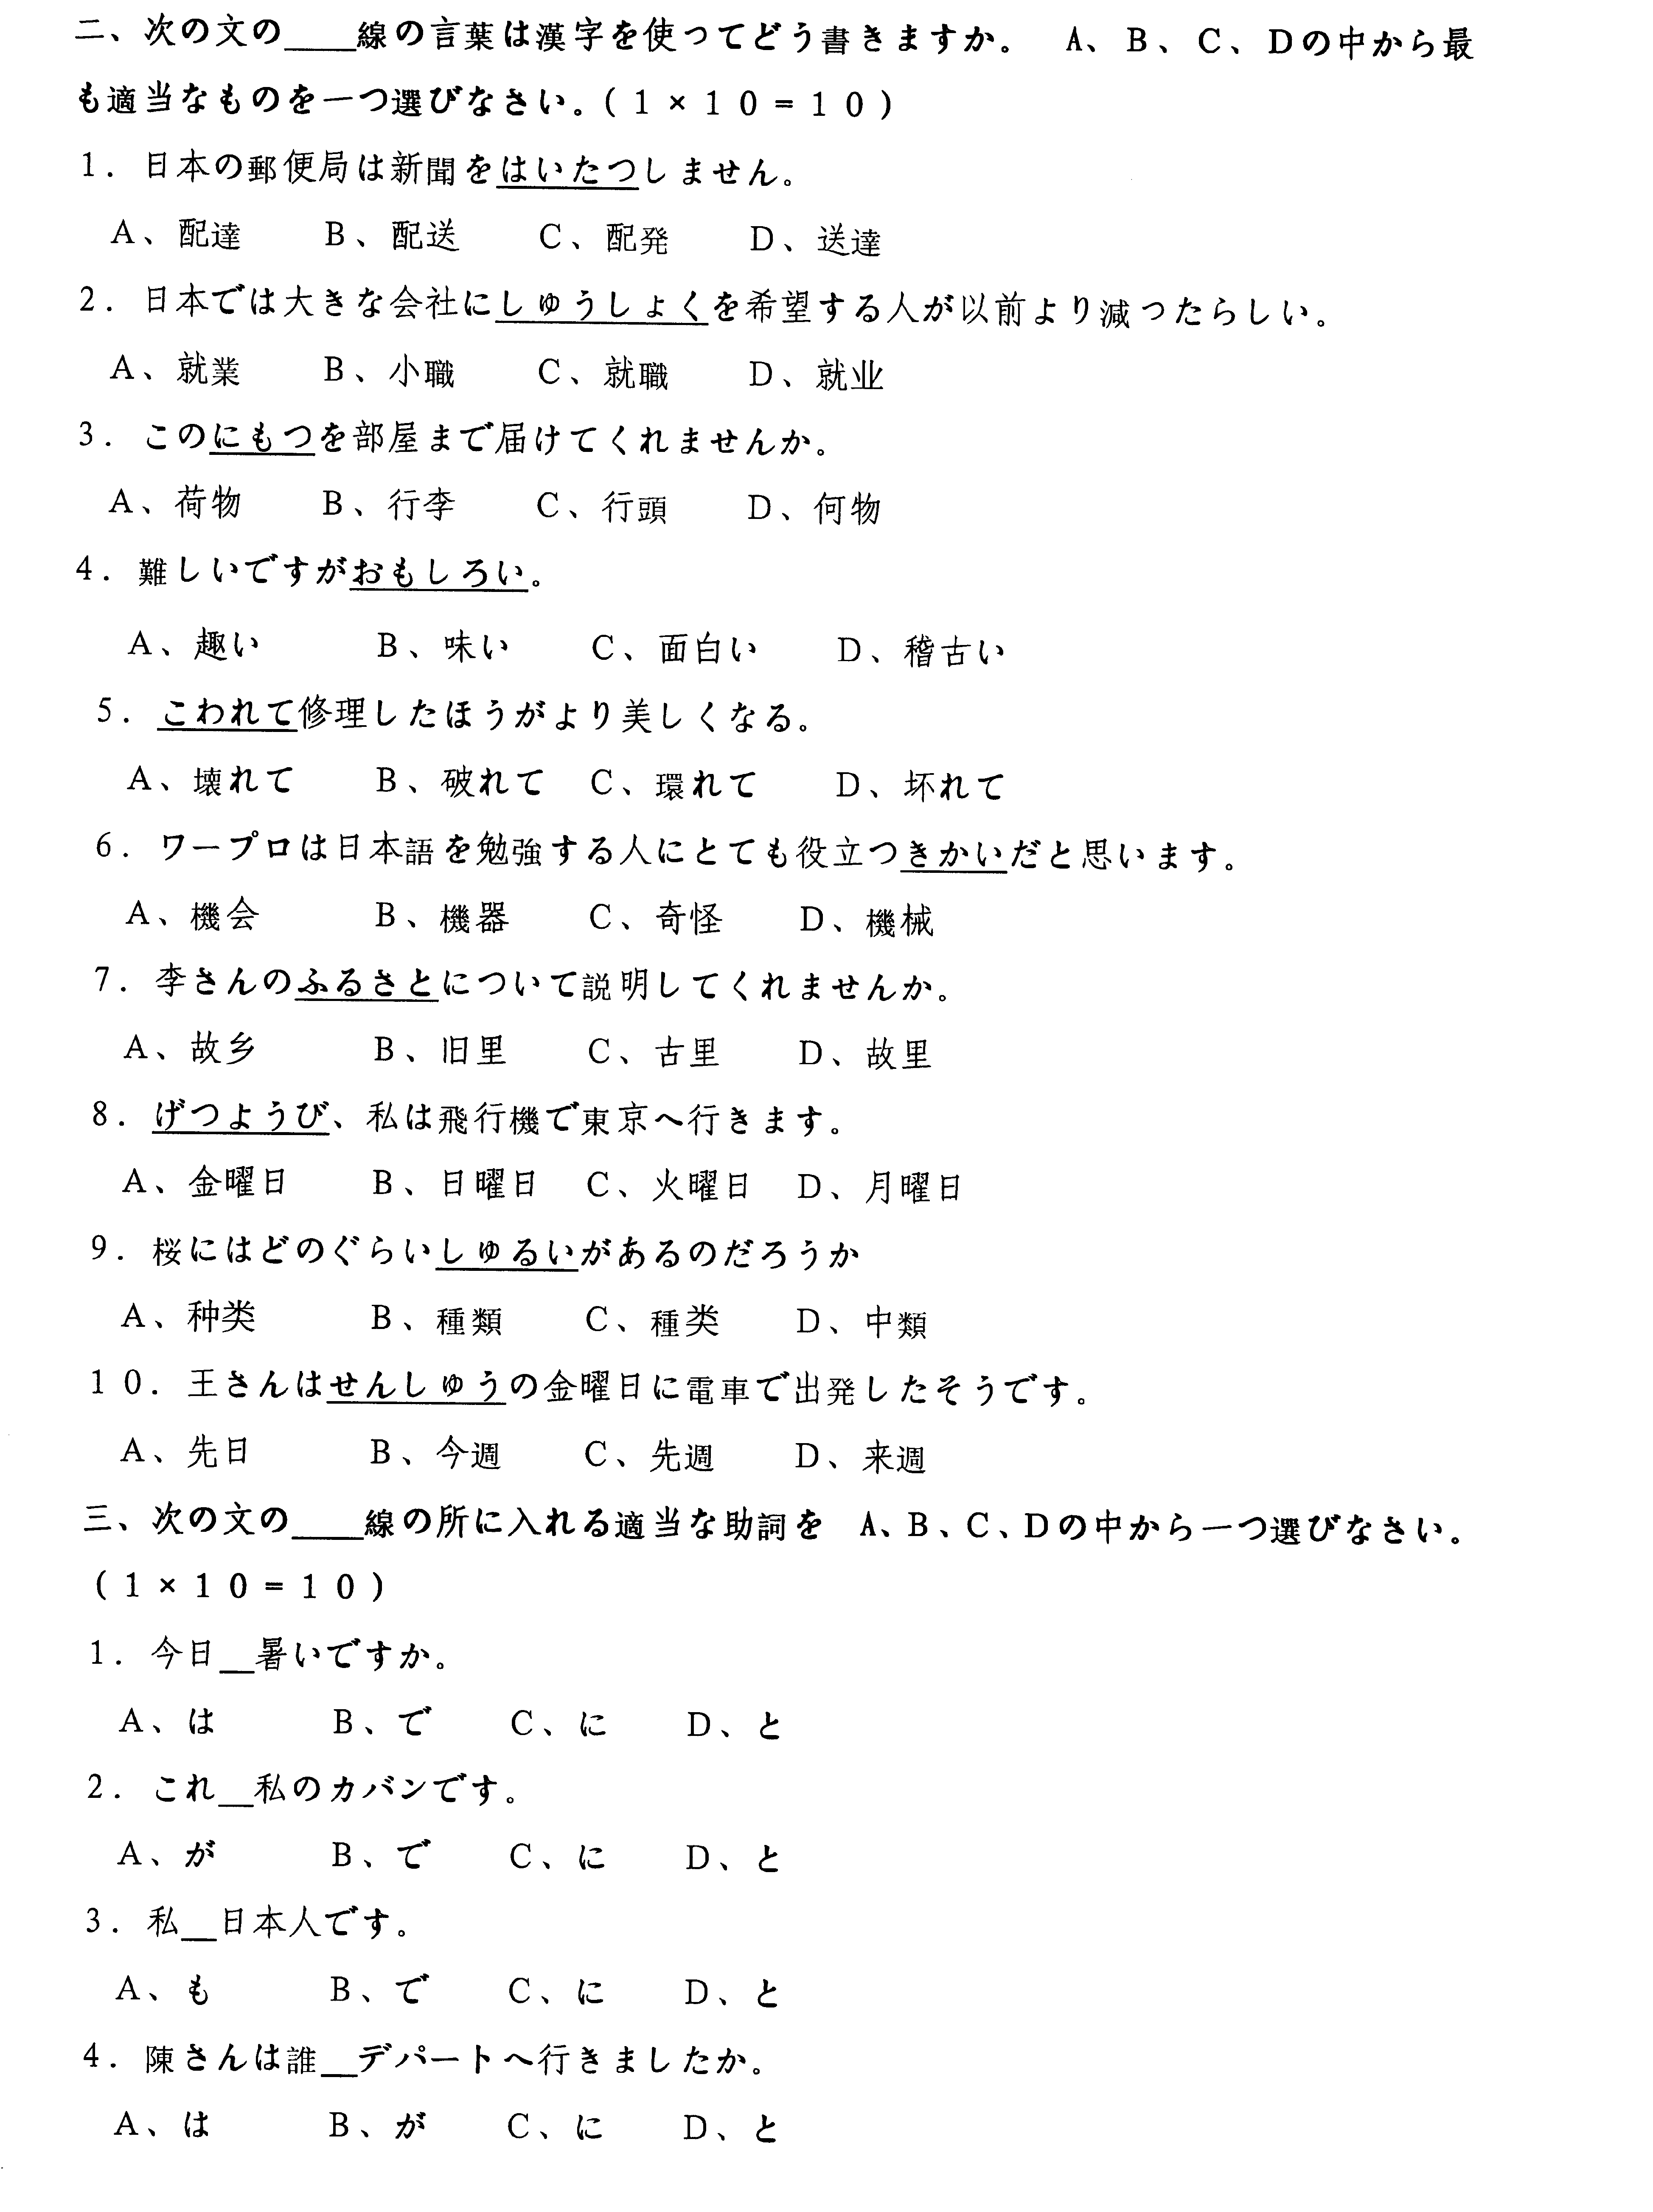 二、次の文の____線の言葉は漢字を使ってどう書きますか。 A、B、C、Dの中から最
も適当なものを一つ選びなさい。(1×10=10)
1．日本の郵便局は新聞をはいたつしません。
A、配達 B、配送 C、配発 D、送達
2．日本では大きな会社にしゅうしょくを希望する人が以前より減ったらしい。
A、就業 B、小職 C、就職 D、就业
3．このにもつを部屋まで届けてくれませんか。
A、荷物 B、行李 C、行頭 D、何物
4．難しいですがおもしろい。
A、趣い B、味い C、面白い D、稽古い
5．こわれて修理したほうがより美しくなる。
A、壊れて B、破れて C、環れて D、坏れて
6．ワープロは日本語を勉強する人にとても役立つきかいだと思います。
A、機会 B、機器 C、奇怪 D、機械
7．李さんのふるさとについて説明してくれませんか。
A、故乡 B、旧里 C、古里 D、故里
8．げつようび、私は飛行機で東京へ行きます。
A、金曜日 B、日曜日 C、火曜日 D、月曜日
9．桜にはどのぐらいしゅるいがあるのだろうか
A、种类 B、種類 C、種类 D、中類
10．王さんはせんしゅうの金曜日に電車で出発したそうです。
A、先日 B、今週 C、先週 D、来週
三、次の文の____線の所に入れる適当な助詞を A、B、C、Dの中から一つ選びなさい。
(1×10=10)
1．今日__暑いですか。
A、は B、で C、に D、と
2．これ__私のカバンです。
A、が B、で C、に D、と
3．私__日本人です。
A、も B、で C、に D、と
4．陳さんは誰__デパートへ行きましたか。
A、は B、が C、に D、と